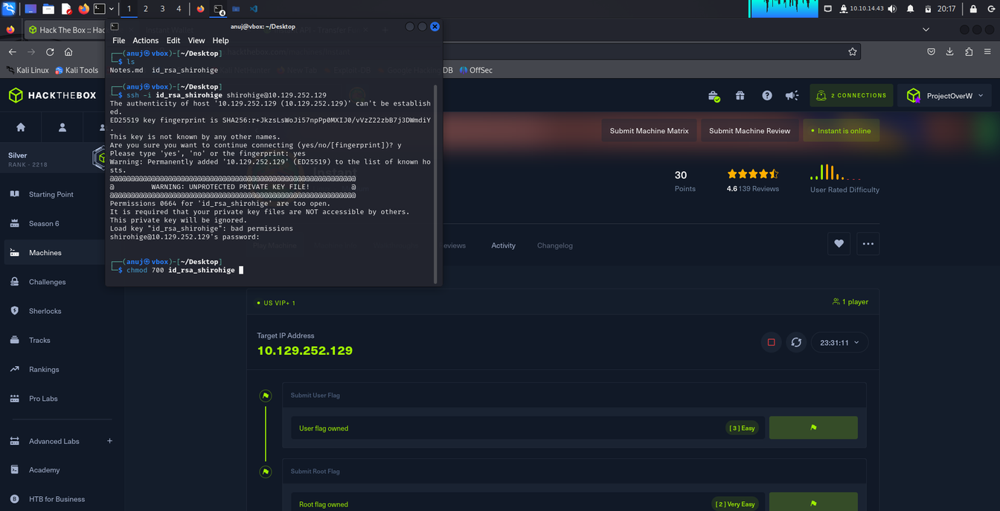 1 2 3 4
4
10.10.14.43
20:17
Hack The Box :: Hac
anuj@vbox: ~/Desktop
File Actions Edit View Help
┌──(anuj㉿vbox)-[~/Desktop]
└─$ ls
Notes.md id_rsa_shirohige
┌──(anuj㉿vbox)-[~/Desktop]
└─$ ssh -i id_rsa_shirohige shirohige@10.129.252.129
The authenticity of host '10.129.252.129 (10.129.252.129)' can't be establish
ed.
ED25519 key fingerprint is SHA256:r+JkzsLsWoJi57npPp0MXIJ0/vVzZ22zbB7j3DWmdiY
.
This key is not known by any other names.
Are you sure you want to continue connecting (yes/no/[fingerprint])? y
Please type 'yes', 'no' or the fingerprint: yes
Warning: Permanently added '10.129.252.129' (ED25519) to the list of known ho
sts.
@@@@@@@@@@@@@@@@@@@@@@@@@@@@@@@@@@@@@@@@@@@@@@@@@@@@@@@@@@@
@         WARNING: UNPROTECTED PRIVATE KEY FILE!          @
@@@@@@@@@@@@@@@@@@@@@@@@@@@@@@@@@@@@@@@@@@@@@@@@@@@@@@@@@@@
Permissions 0664 for 'id_rsa_shirohige' are too open.
It is required that your private key files are NOT accessible by others.
This private key will be ignored.
Load key "id_rsa_shirohige": bad permissions
shirohige@10.129.252.129's password:
┌──(anuj㉿vbox)-[~/Desktop]
└─$ chmod 700 id_rsa_shirohige
Kali Linux Kali Tools
DB OffSec
HACKTHEBOX
2 CONNECTIONS
ProjectOverW
Silver
RANK - 2218
Starting Point
Season 6
Machines
Challenges
Sherlocks
Tracks
Rankings
Pro Labs
Advanced Labs +
Academy
HTB for Business
Submit Machine Matrix
Submit Machine Review
Instant is online
Instant
30
Points
4.6 139 Reviews
User Rated Difficulty
Play Machine
eviews
Activity
Changelog
US VIP+ 1
1 player
Target IP Address
10.129.252.129
23:31:11
Submit User Flag
User flag owned
[ 3 ] Easy
Submit Root Flag
Root flag owned
[ 2 ] Very Easy